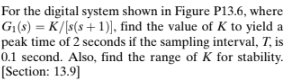 For the digital system shown in Figure P13.6, where
G₁(s) = K/[s(s + 1)], find the value of K to yield a
peak time of 2 seconds if the sampling interval, T, is
0.1 second. Also, find the range of K for stability.
[Section: 13.9]